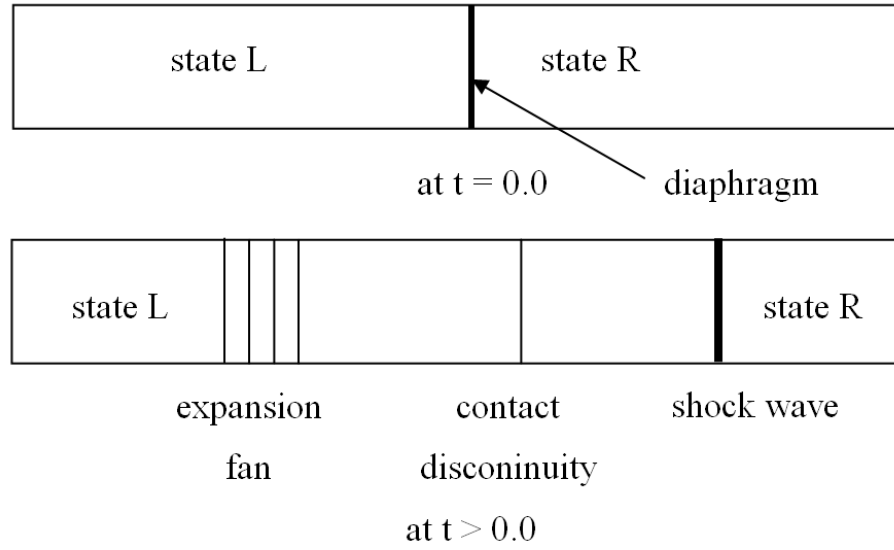 state L state R
at t = 0.0 diaphragm
state L state R
expansion contact shock wave
fan disconinuity
at t > 0.0